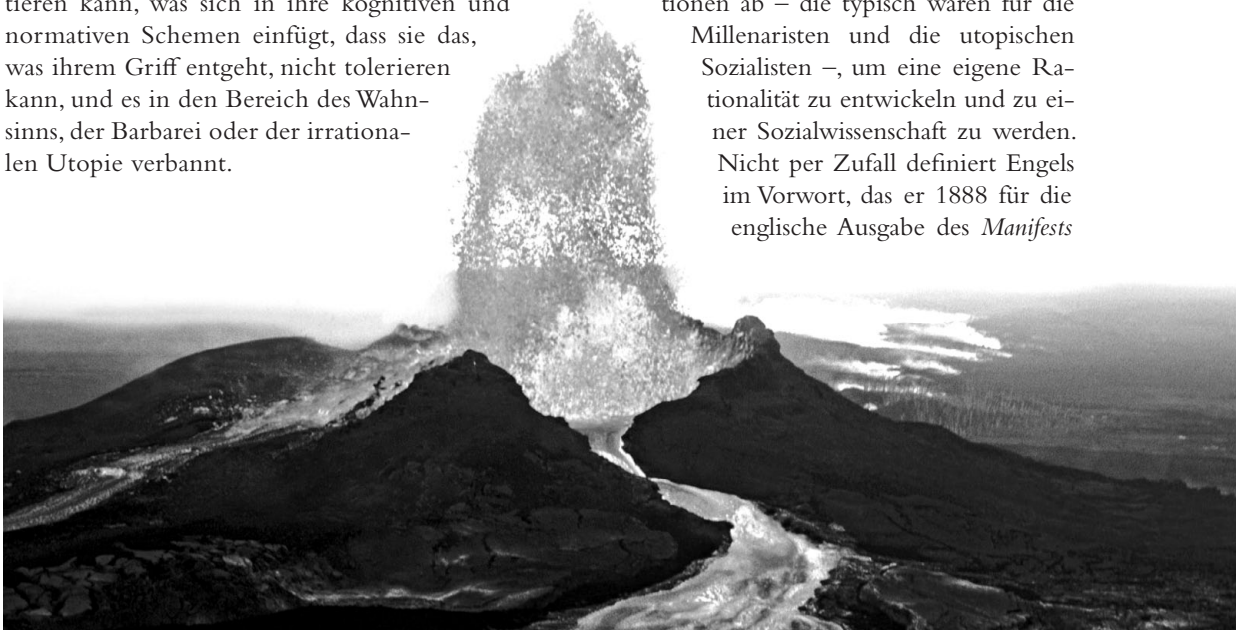 tieren kann, was sich in ihre kognitiven und
normativen Schemen einfügt, dass sie das,
was ihrem Griff entgeht, nicht tolerieren
kann, und es in den Bereich des Wahn-
sinns, der Barbarei oder der irrationa-
len Utopie verbannt.
tionen ab – die typisch waren für die
Millenaristen und die utopischen
Sozialisten –, um eine eigene Ra-
tionalität zu entwickeln und zu ei-
ner Sozialwissenschaft zu werden.
Nicht per Zufall definiert Engels
im Vorwort, das er 1888 für die
englische Ausgabe des Manifests